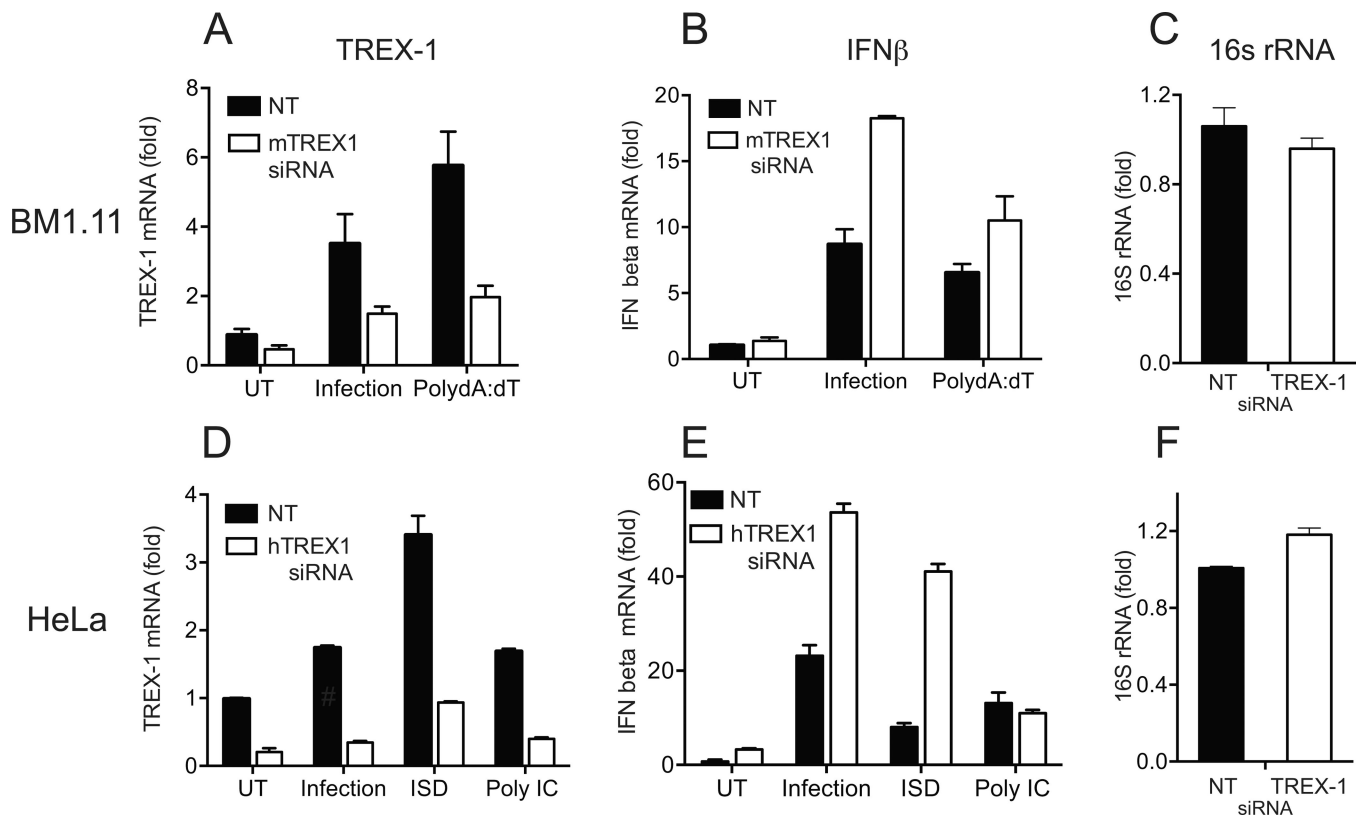 A
TREX-1
B
IFNβ
C
16s rRNA
BM1.11
TREX-1 mRNA (fold)
8
6
4
2
0
NT
mTREX1
siRNA
UT Infection PolydA:dT
IFN beta mRNA (fold)
20
15
10
5
0
NT
mTREX1
siRNA
UT Infection PolydA:dT
16S rRNA (fold)
1.2
0.8
0.4
0.0
NT TREX-1
siRNA
D
E
F
HeLa
TREX-1 mRNA (fold)
4
3
2
1
0
NT
hTREX1
siRNA
#
UT Infection ISD Poly IC
IFN beta mRNA (fold)
60
40
20
0
NT
hTREX1
siRNA
UT Infection ISD Poly IC
16S rRNA (fold)
1.2
0.8
0.4
0.0
NT TREX-1
siRNA